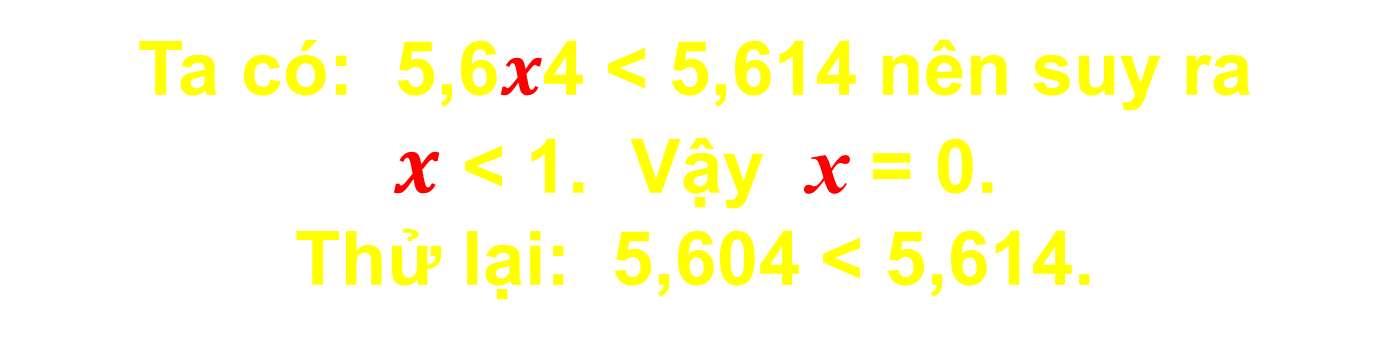 Ta có: 5,6x4 < 5,614 nên suy ra
x < 1. Vậy x = 0.
Thử lại: 5,604 < 5,614.